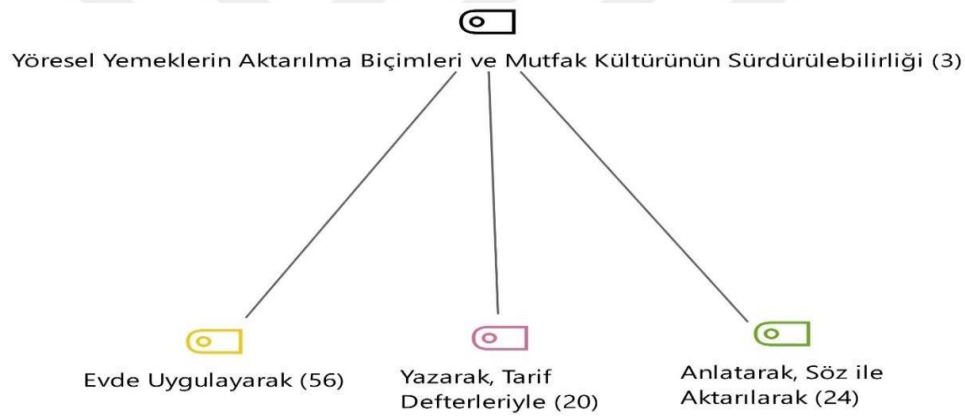 Yöresel Yemeklerin Aktarılma Biçimleri ve Mutfak Kültürünün Sürdürülebilirliği (3)
Evde Uygulayarak (56)
Yazarak, Tarif
Defterleriyle (20)
Anlatarak, Söz ile
Aktarılarak (24)